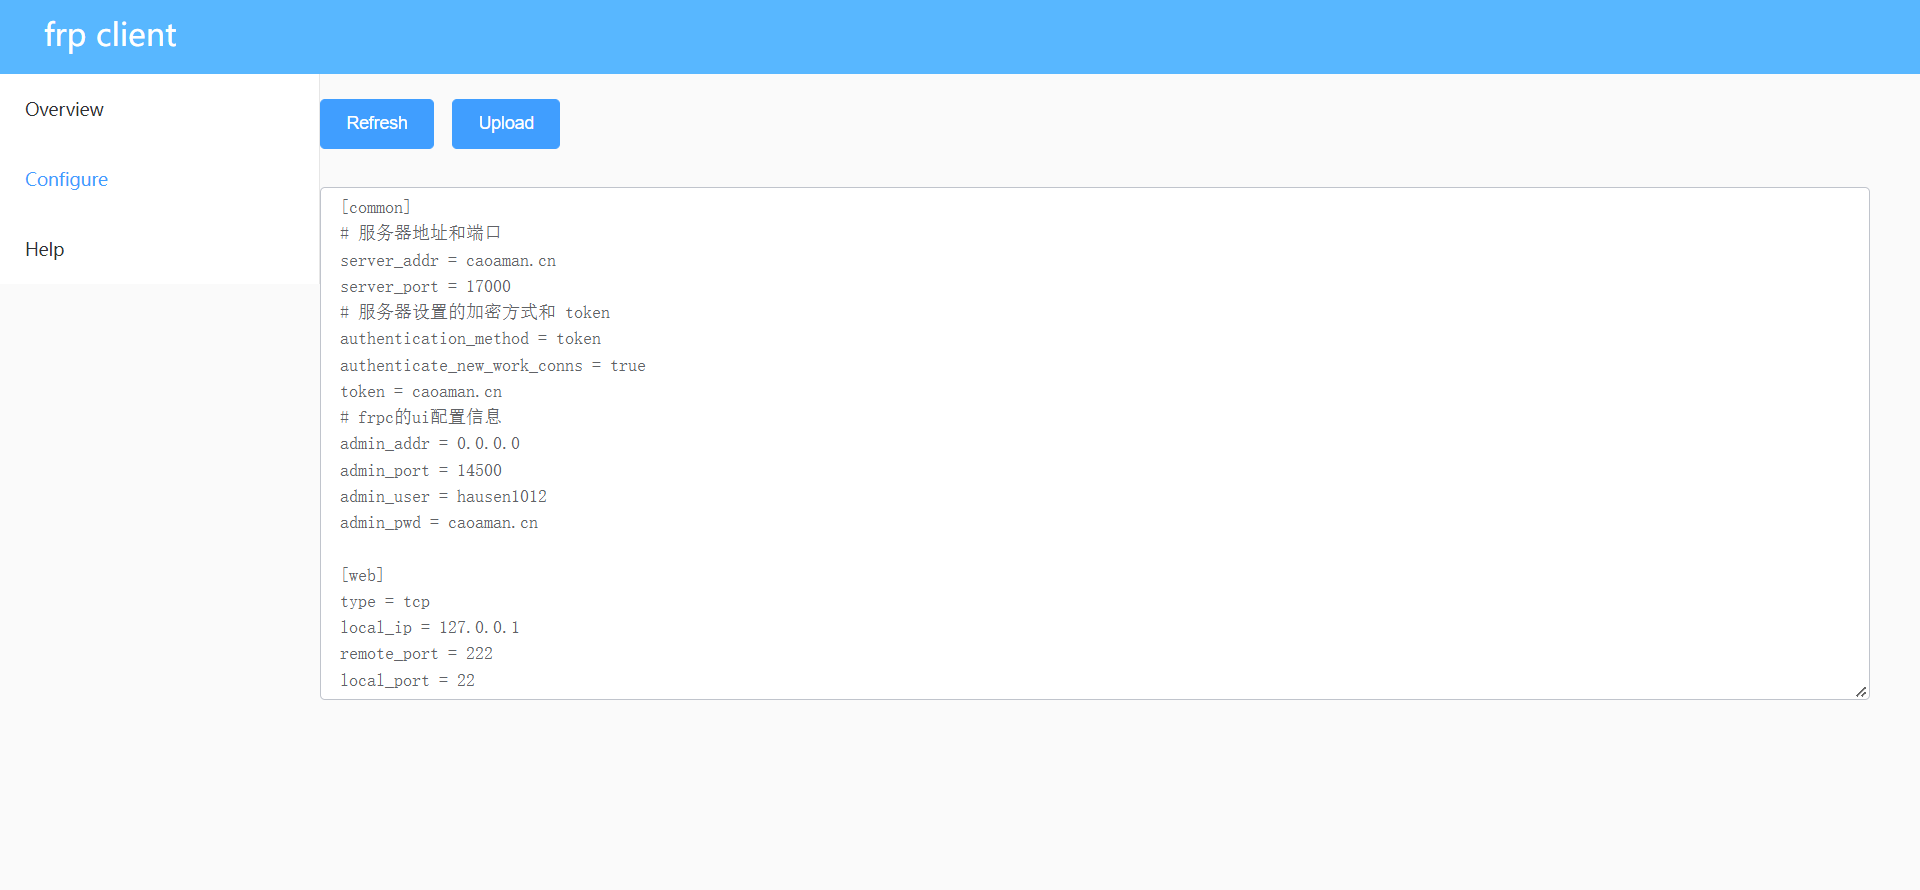 frp client
Overview
Configure
Help
Refresh
Upload
[common]
# 服务器地址和端口
server_addr = caoaman.cn
server_port = 17000
# 服务器设置的加密方式和 token
authentication_method = token
authenticate_new_work_conns = true
token = caoaman.cn
# frpc的ui配置信息
admin_addr = 0.0.0.0
admin_port = 14500
admin_user = hausen1012
admin_pwd = caoaman.cn
[web]
type = tcp
local_ip = 127.0.0.1
remote_port = 222
local_port = 22